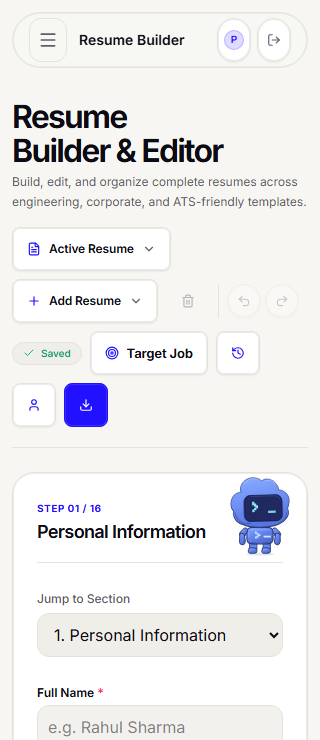 Resume Builder
P
Resume
Builder & Editor
Build, edit, and organize complete resumes across
engineering, corporate, and ATS-friendly templates.
Active Resume
Add Resume
Saved
Target Job
STEP 01 / 16
Personal Information
Jump to Section
1. Personal Information
Full Name *
e.g. Rahul Sharma